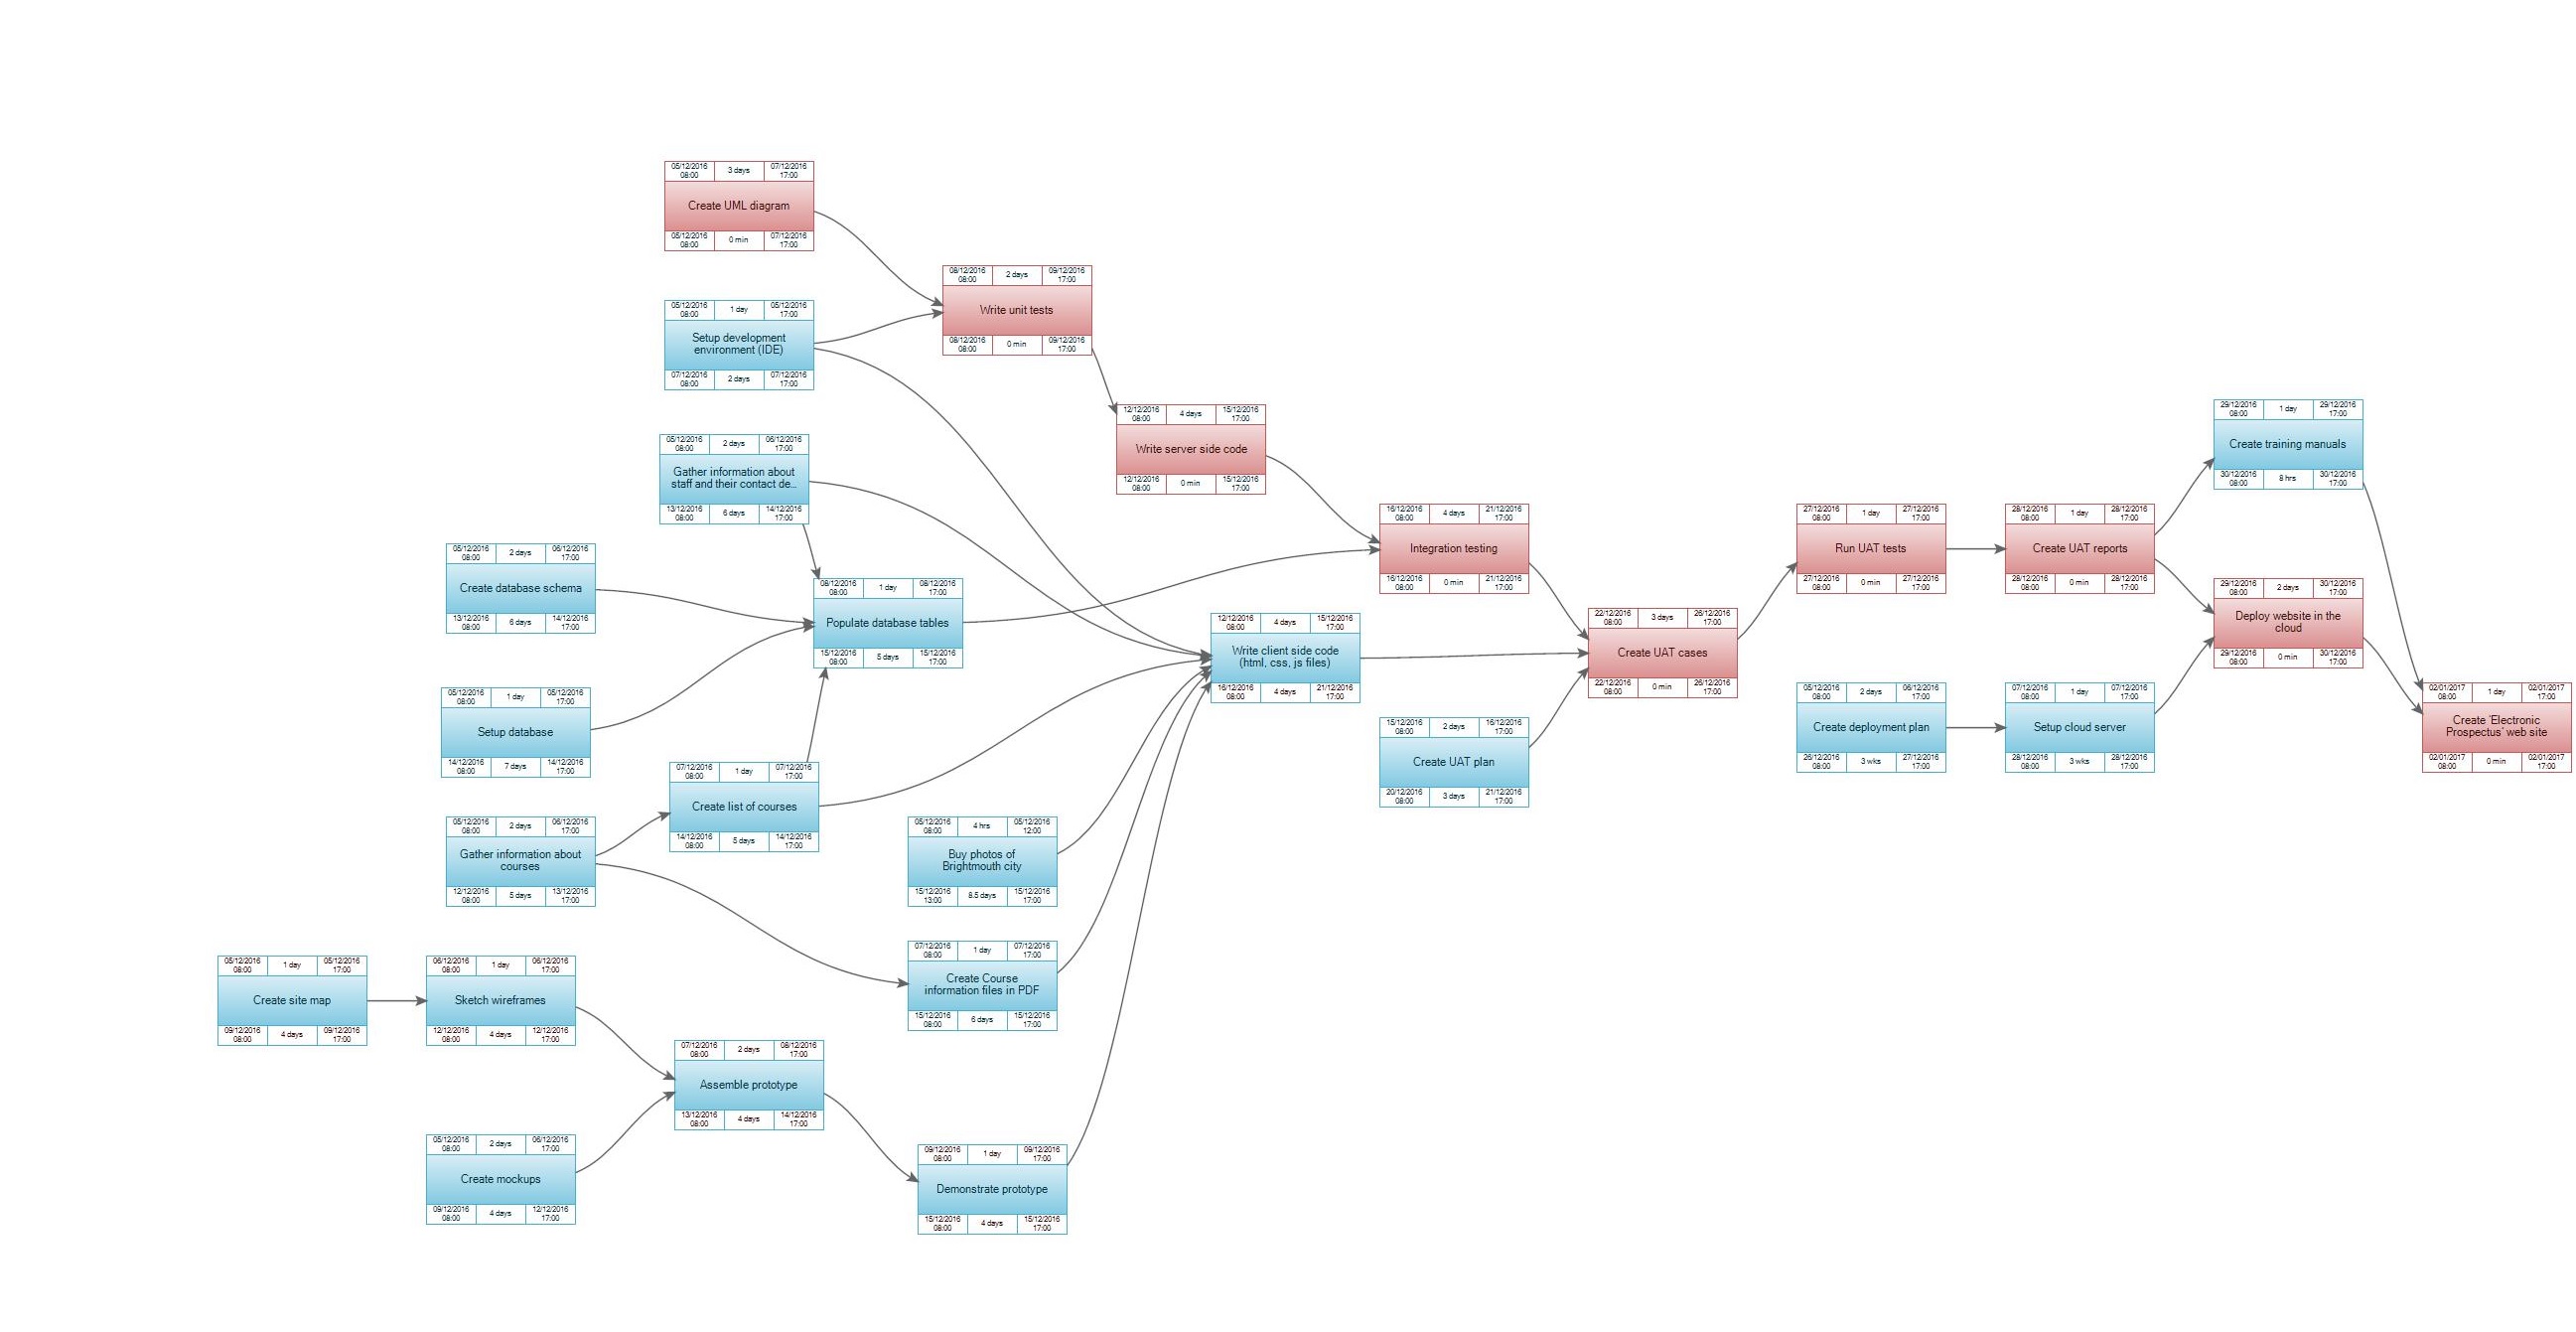 05/12/2016 08:00 3 days 07/12/2016 17:00
Create UML diagram
05/12/2016 08:00 0 min 07/12/2016 17:00
05/12/2016 08:00 1 day 05/12/2016 17:00
Setup development
environment (IDE)
07/12/2016 08:00 2 days 07/12/2016 17:00
05/12/2016 08:00 2 days 06/12/2016 17:00
Gather information about
staff and their contact de...
13/12/2016 08:00 6 days 14/12/2016 17:00
05/12/2016 08:00 2 days 06/12/2016 17:00
Create database schema
13/12/2016 08:00 6 days 14/12/2016 17:00
05/12/2016 08:00 1 day 05/12/2016 17:00
Setup database
14/12/2016 08:00 7 days 14/12/2016 17:00
05/12/2016 08:00 2 days 06/12/2016 17:00
Gather information about
courses
12/12/2016 08:00 5 days 13/12/2016 17:00
05/12/2016 08:00 1 day 05/12/2016 17:00
Create site map
09/12/2016 08:00 4 days 09/12/2016 17:00
06/12/2016 08:00 1 day 06/12/2016 17:00
Sketch wireframes
12/12/2016 08:00 4 days 12/12/2016 17:00
05/12/2016 08:00 2 days 06/12/2016 17:00
Create mockups
09/12/2016 08:00 4 days 12/12/2016 17:00
07/12/2016 08:00 2 days 08/12/2016 17:00
Assemble prototype
13/12/2016 08:00 4 days 14/12/2016 17:00
07/12/2016 08:00 1 day 07/12/2016 17:00
Create list of courses
14/12/2016 08:00 5 days 14/12/2016 17:00
08/12/2016 08:00 1 day 08/12/2016 17:00
Populate database tables
15/12/2016 08:00 5 days 15/12/2016 17:00
08/12/2016 08:00 2 days 09/12/2016 17:00
Write unit tests
08/12/2016 08:00 0 min 09/12/2016 17:00
05/12/2016 08:00 4 hrs 05/12/2016 12:00
Buy photos of
Brightmouth city
15/12/2016 13:00 8.5 days 15/12/2016 17:00
07/12/2016 08:00 1 day 07/12/2016 17:00
Create Course
information files in PDF
15/12/2016 08:00 6 days 15/12/2016 17:00
09/12/2016 08:00 1 day 09/12/2016 17:00
Demonstrate prototype
15/12/2016 08:00 4 days 15/12/2016 17:00
12/12/2016 08:00 4 days 15/12/2016 17:00
Write server side code
12/12/2016 08:00 0 min 15/12/2016 17:00
12/12/2016 08:00 4 days 15/12/2016 17:00
Write client side code
(html, css, js files)
16/12/2016 08:00 4 days 21/12/2016 17:00
16/12/2016 08:00 4 days 21/12/2016 17:00
Integration testing
16/12/2016 08:00 0 min 21/12/2016 17:00
15/12/2016 08:00 2 days 16/12/2016 17:00
Create UAT plan
20/12/2016 08:00 3 days 21/12/2016 17:00
22/12/2016 08:00 3 days 26/12/2016 17:00
Create UAT cases
22/12/2016 08:00 0 min 26/12/2016 17:00
27/12/2016 08:00 1 day 27/12/2016 17:00
Run UAT tests
27/12/2016 08:00 0 min 27/12/2016 17:00
28/12/2016 08:00 1 day 28/12/2016 17:00
Create UAT reports
28/12/2016 08:00 0 min 28/12/2016 17:00
05/12/2016 08:00 2 days 06/12/2016 17:00
Create deployment plan
26/12/2016 08:00 3 wks 27/12/2016 17:00
07/12/2016 08:00 1 day 07/12/2016 17:00
Setup cloud server
28/12/2016 08:00 3 wks 28/12/2016 17:00
29/12/2016 08:00 1 day 29/12/2016 17:00
Create training manuals
30/12/2016 08:00 8 hrs 30/12/2016 17:00
29/12/2016 08:00 2 days 30/12/2016 17:00
Deploy website in the
cloud
29/12/2016 08:00 0 min 30/12/2016 17:00
02/01/2017 08:00 1 day 02/01/2017 17:00
Create 'Electronic
Prospectus' web site
02/01/2017 08:00 0 min 02/01/2017 17:00